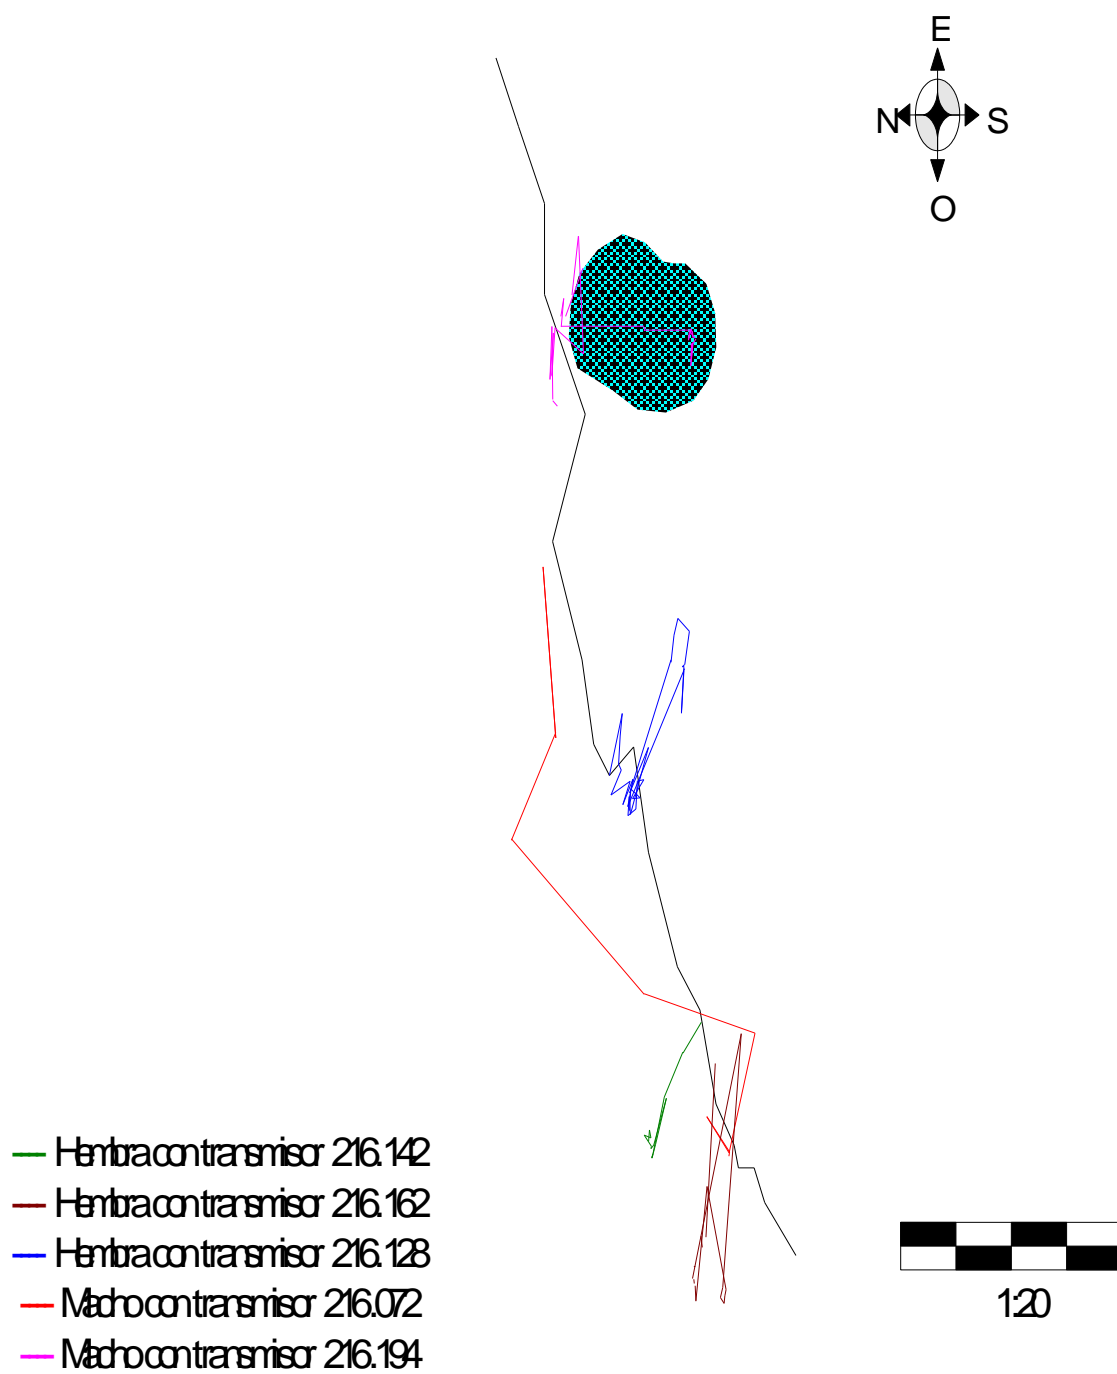 E
N S
O
Hembra con transmisor 216.142
Hembra con transmisor 216.162
Hembra con transmisor 216.128
Macho con transmisor 216.072
Macho con transmisor 216.194
1:20